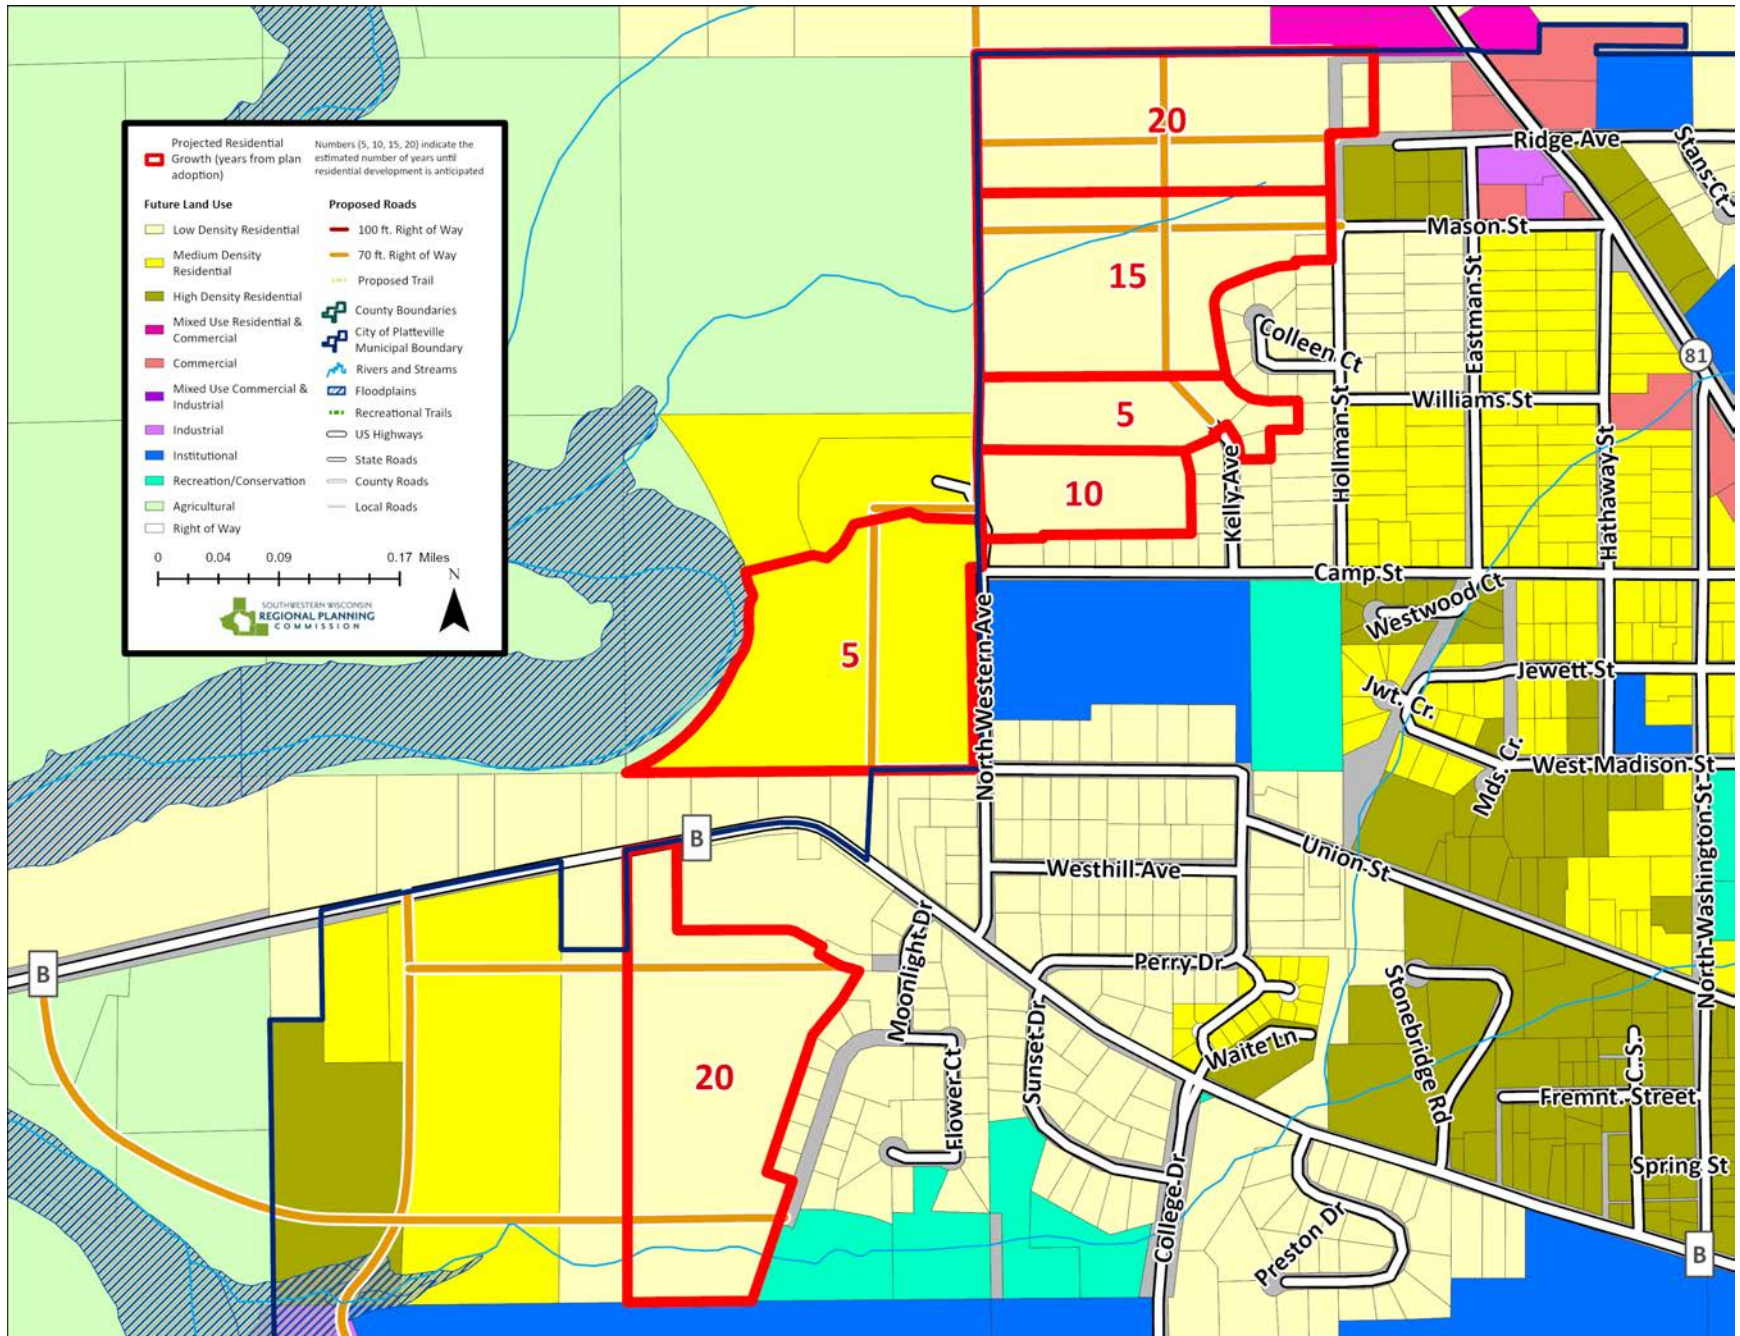 Projected Residential
Growth (years from plan
adoption)
Numbers (5, 10, 15, 20) indicate the
estimated number of years until
residential development is anticipated
Future Land Use
Low Density Residential
Medium Density
Residential
High Density Residential
Mixed Use Residential &
Commercial
Commercial
Mixed Use Commercial &
Industrial
Industrial
Institutional
Recreation/Conservation
Agricultural
Right of Way
Proposed Roads
100 ft. Right of Way
70 ft. Right of Way
Proposed Trail
County Boundaries
City of Platteville
Municipal Boundary
Rivers and Streams
Floodplains
Recreational Trails
US Highways
State Roads
County Roads
Local Roads
0 0.04 0.09 0.17 Miles
N
SOUTHWESTERN WISCONSIN
REGIONAL PLANNING
COMMISSION
20
Ridge Ave
Stans Ct
Mason St
15
Eastman St
Colleen Ct
81
5
Hollman St
Williams St
Hathaway St
10
Kelly Ave
Camp St
Westwood Ct
5
North Western Ave
Jewett St
Jwt. Cr.
Mds. Cr.
West Madison St
B
Westhill Ave
Union St
North Washington St
Moonlight Dr
B
Perry Dr
Stonebridge Rd
Sunset Dr
Waite Ln
20
Flower Ct
C.S.
Fremnt. Street
Spring St
College Dr
Preston Dr
B